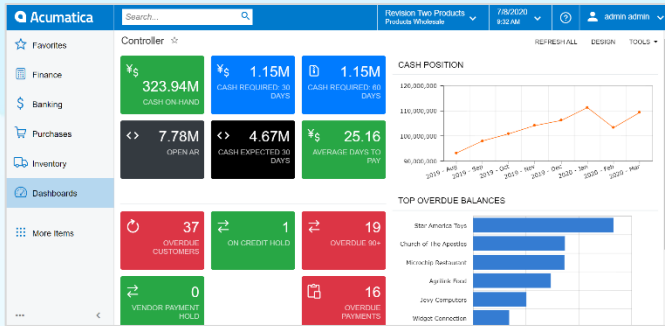 Acumatica
Search...
Revision Two Products
Products Wholesale
7/8/2020
9:32 AM
admin admin
Favorites
Finance
Banking
Purchases
Inventory
Dashboards
More Items
Controller
REFRESH ALL DESIGN TOOLS
¥$
323.94M
CASH ON-HAND
¥$
1.15M
CASH REQUIRED: 30
DAYS
1.15M
CASH REQUIRED: 60
DAYS
7.78M
OPEN AR
4.67M
CASH EXPECTED 30
DAYS
¥$
25.16
AVERAGE DAYS TO
PAY
37
OVERDUE
CUSTOMERS
1
ON CREDIT HOLD
19
OVERDUE 90+
0
VENDOR PAYMENT
HOLD
16
OVERDUE
PAYMENTS
CASH POSITION
120,000,000
110,000,000
100,000,000
90,000,000
2019 - Aug
2019 - Sep
2019 - Oct
2019 - Nov
2019 - Dec
2020 - Jan
2020 - Feb
2020 - Mar
TOP OVERDUE BALANCES
Star America Toys
Church of The Apostles
Microchip Restaurant
Agrilink Food
Jevy Computers
Widget Connection